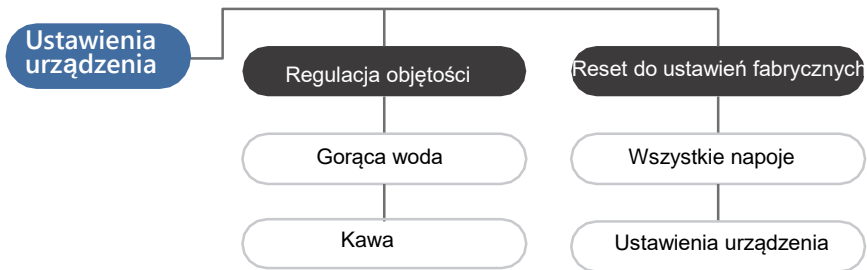 Ustawienia
urządzenia
Regulacja objętości
Reset do ustawień fabrycznych
Gorąca woda
Wszystkie napoje
Kawa
Ustawienia urządzenia